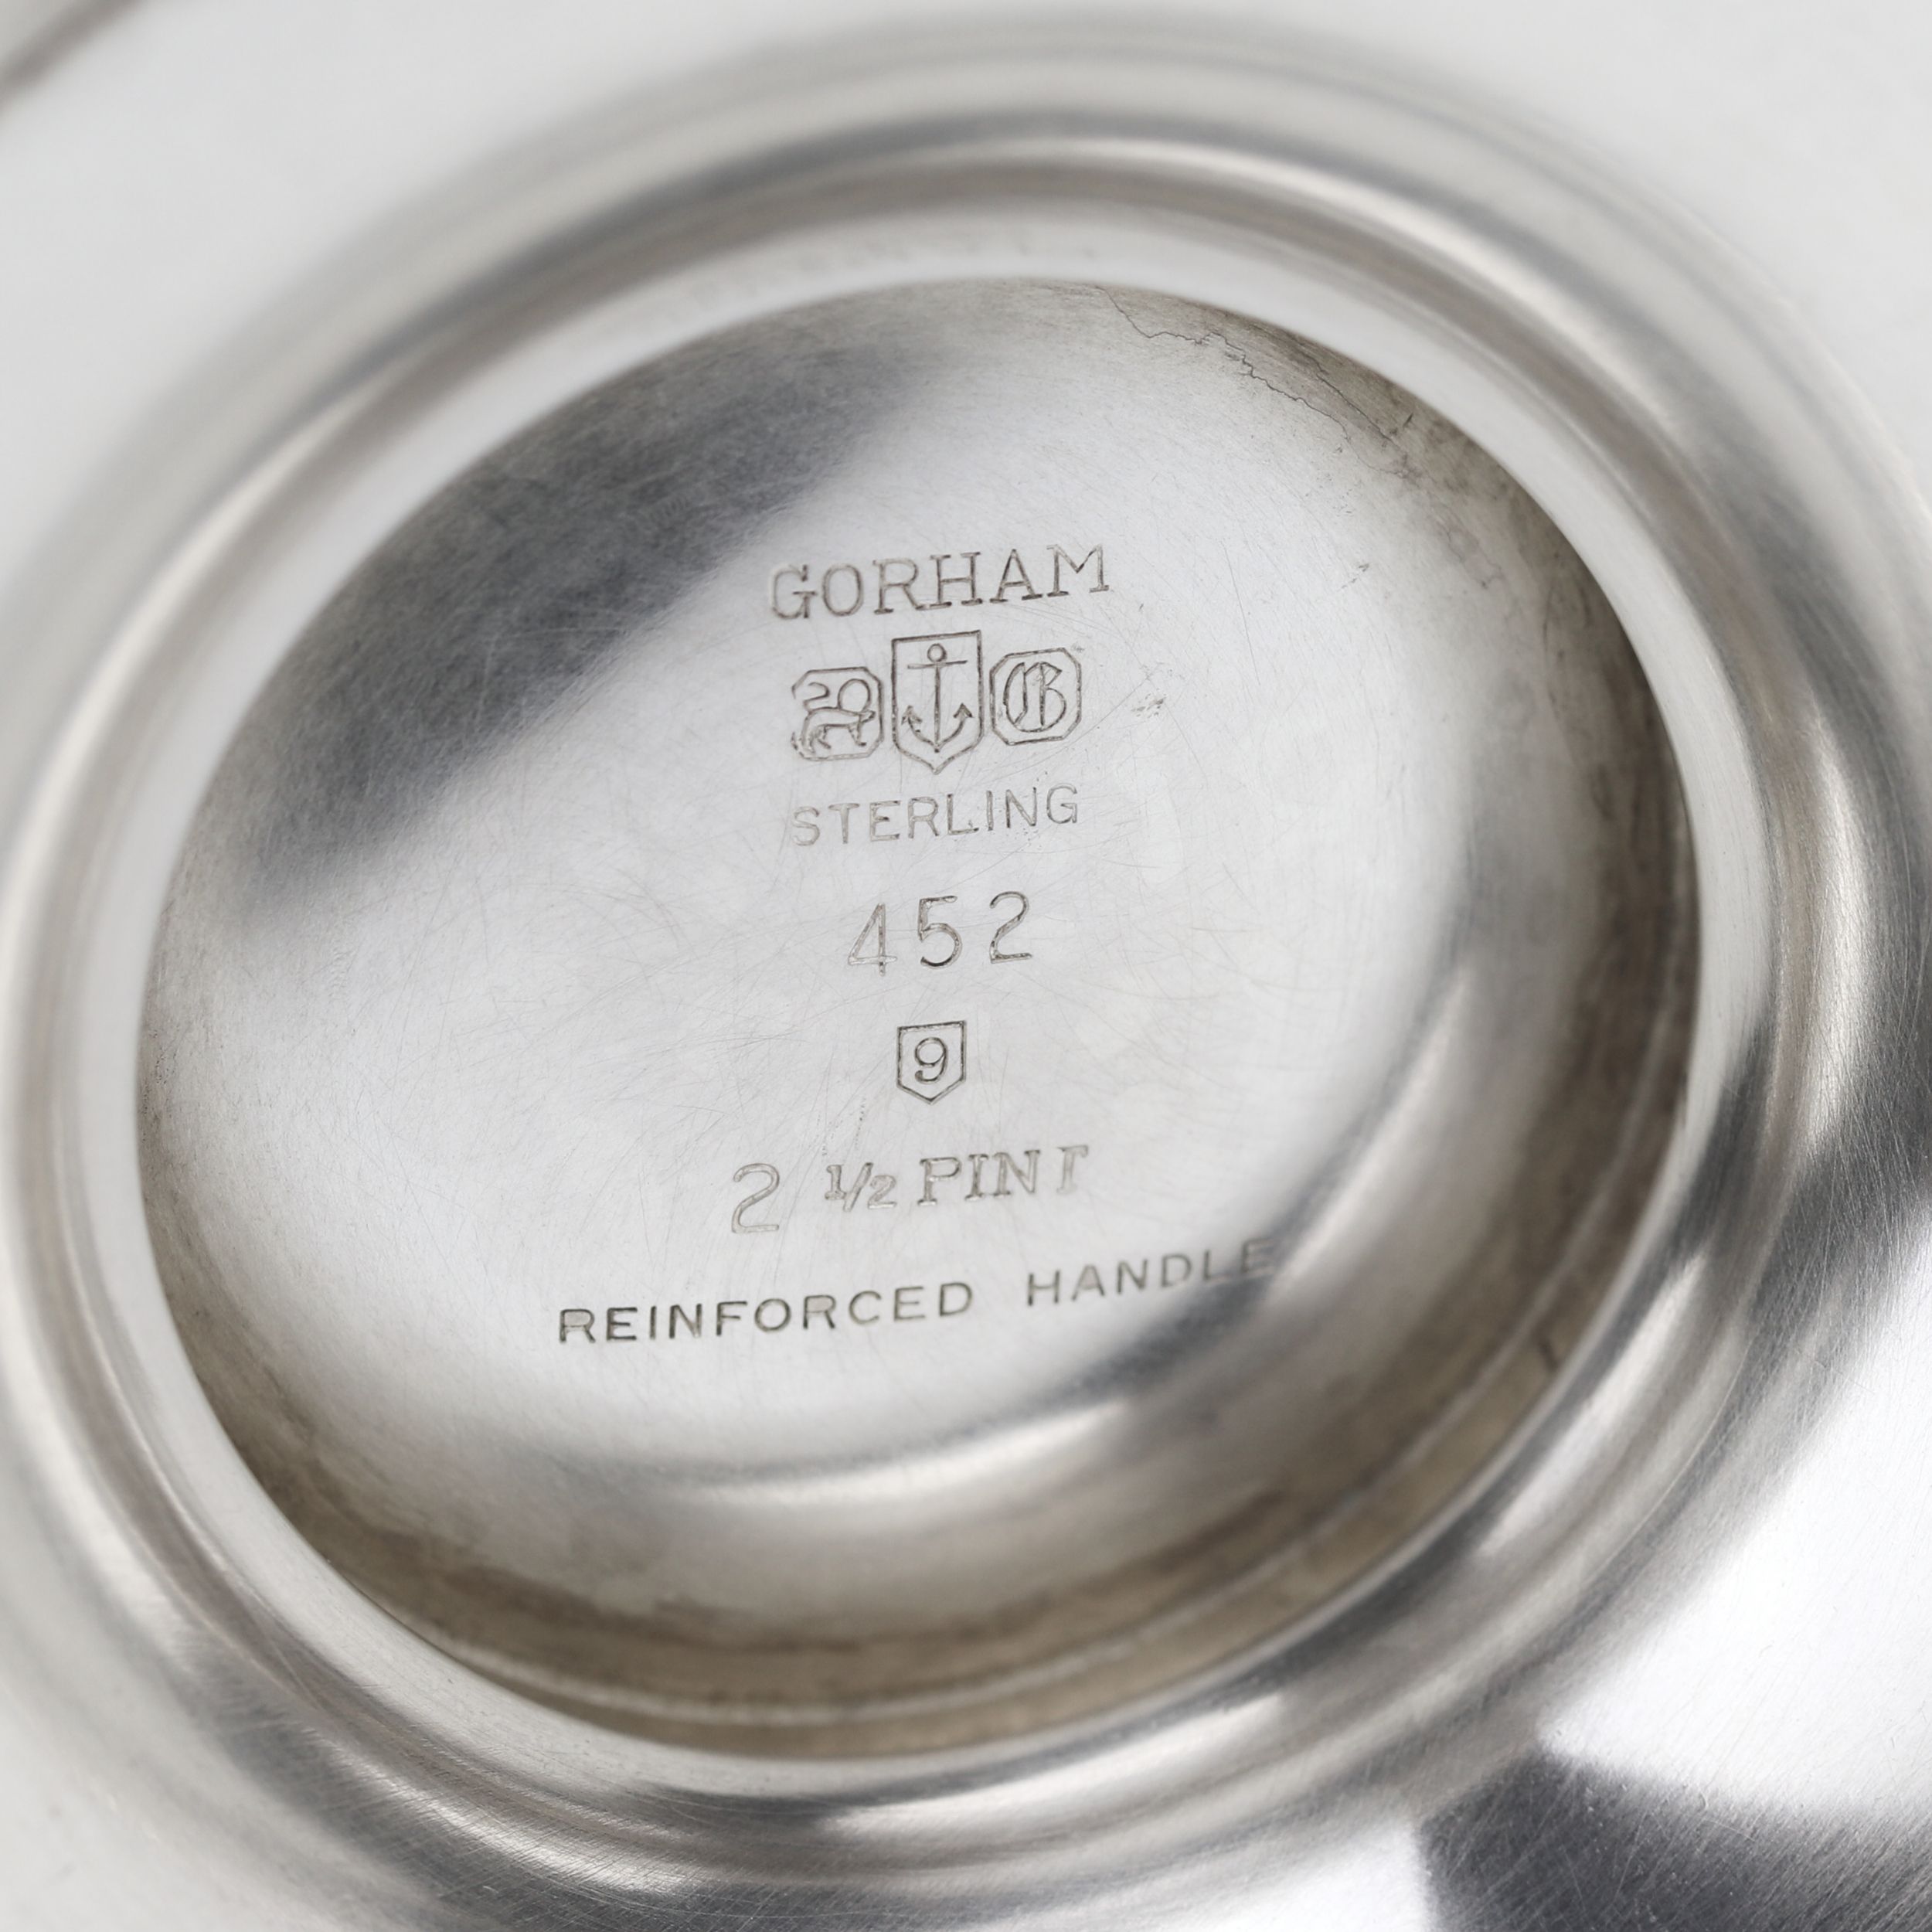 GORHAM
G
STERLING
452
9
2 1/2 PINT
REINFORCED HANDLE